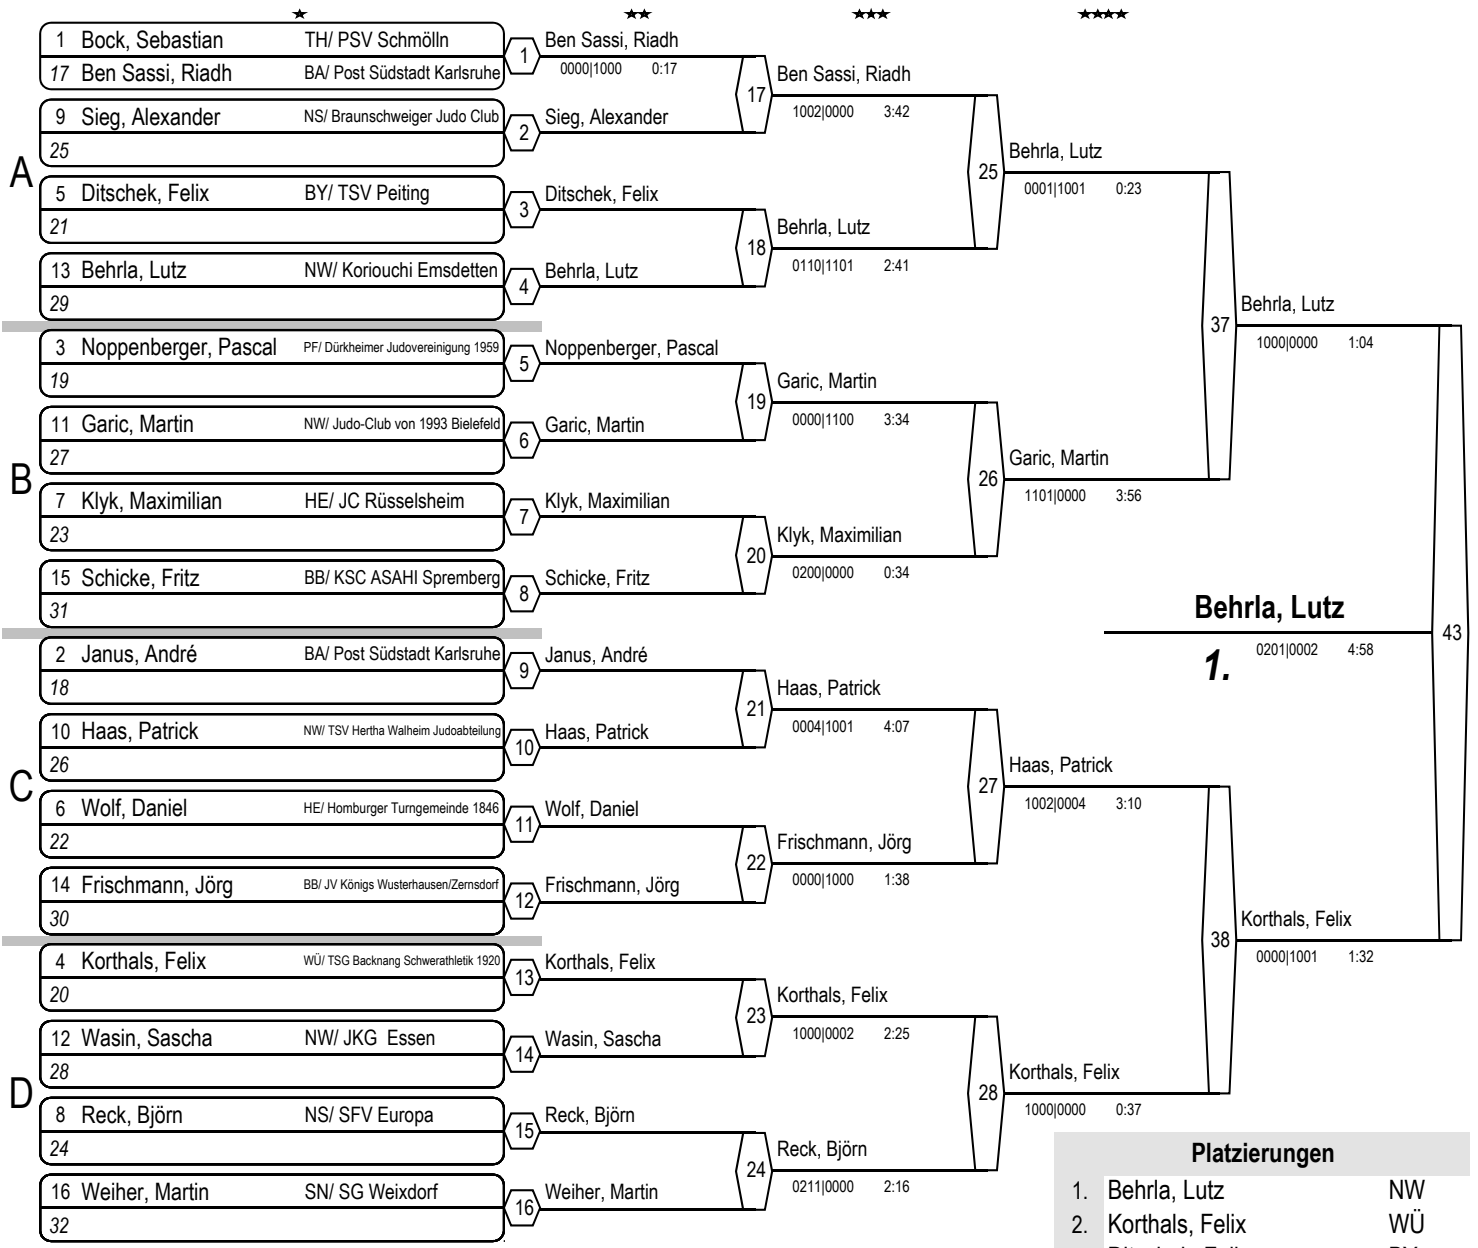 ★ ★★ ★★★ ★★★★
A
1 Bock, Sebastian TH/ PSV Schmölln
17 Ben Sassi, Riadh BA/ Post Südstadt Karlsruhe
9 Sieg, Alexander NS/ Braunschweiger Judo Club
25
5 Ditschek, Felix BY/ TSV Peiting
21
13 Behrla, Lutz NW/ Koriouchi Emsdetten
29
B
3 Noppenberger, Pascal PF/ Dürkheimer Judovereinigung 1959
19
11 Garic, Martin NW/ Judo-Club von 1993 Bielefeld
27
7 Klyk, Maximilian HE/ JC Rüsselsheim
23
15 Schicke, Fritz BB/ KSC ASAHI Spremberg
31
C
2 Janus, André BA/ Post Südstadt Karlsruhe
18
10 Haas, Patrick NW/ TSV Hertha Walheim Judoabteilung
26
6 Wolf, Daniel HE/ Homburger Turngemeinde 1846
22
14 Frischmann, Jörg BB/ JV Königs Wusterhausen/Zernsdorf
30
D
4 Korthals, Felix WÜ/ TSG Backnang Schwerathletik 1920
20
12 Wasin, Sascha NW/ JKG Essen
28
8 Reck, Björn NS/ SFV Europa
24
16 Weiher, Martin SN/ SG Weixdorf
32
1 Ben Sassi, Riadh
0000|1000 0:17
2 Sieg, Alexander
3 Ditschek, Felix
4 Behrla, Lutz
5 Noppenberger, Pascal
6 Garic, Martin
7 Klyk, Maximilian
8 Schicke, Fritz
9 Janus, André
10 Haas, Patrick
11 Wolf, Daniel
12 Frischmann, Jörg
13 Korthals, Felix
14 Wasin, Sascha
15 Reck, Björn
16 Weiher, Martin
17 Ben Sassi, Riadh
1002|0000 3:42
18 Behrla, Lutz
0110|1101 2:41
19 Garic, Martin
0000|1100 3:34
20 Klyk, Maximilian
0200|0000 0:34
21 Haas, Patrick
0004|1001 4:07
22 Frischmann, Jörg
0000|1000 1:38
23 Korthals, Felix
1000|0002 2:25
24 Reck, Björn
0211|0000 2:16
25 Behrla, Lutz
0001|1001 0:23
26 Garic, Martin
1101|0000 3:56
27 Haas, Patrick
1002|0004 3:10
28 Korthals, Felix
1000|0000 0:37
37 Behrla, Lutz
1000|0000 1:04
38 Korthals, Felix
0000|1001 1:32
43 Behrla, Lutz
1. 0201|0002 4:58
Platzierungen
1. Behrla, Lutz NW
2. Korthals, Felix WÜ